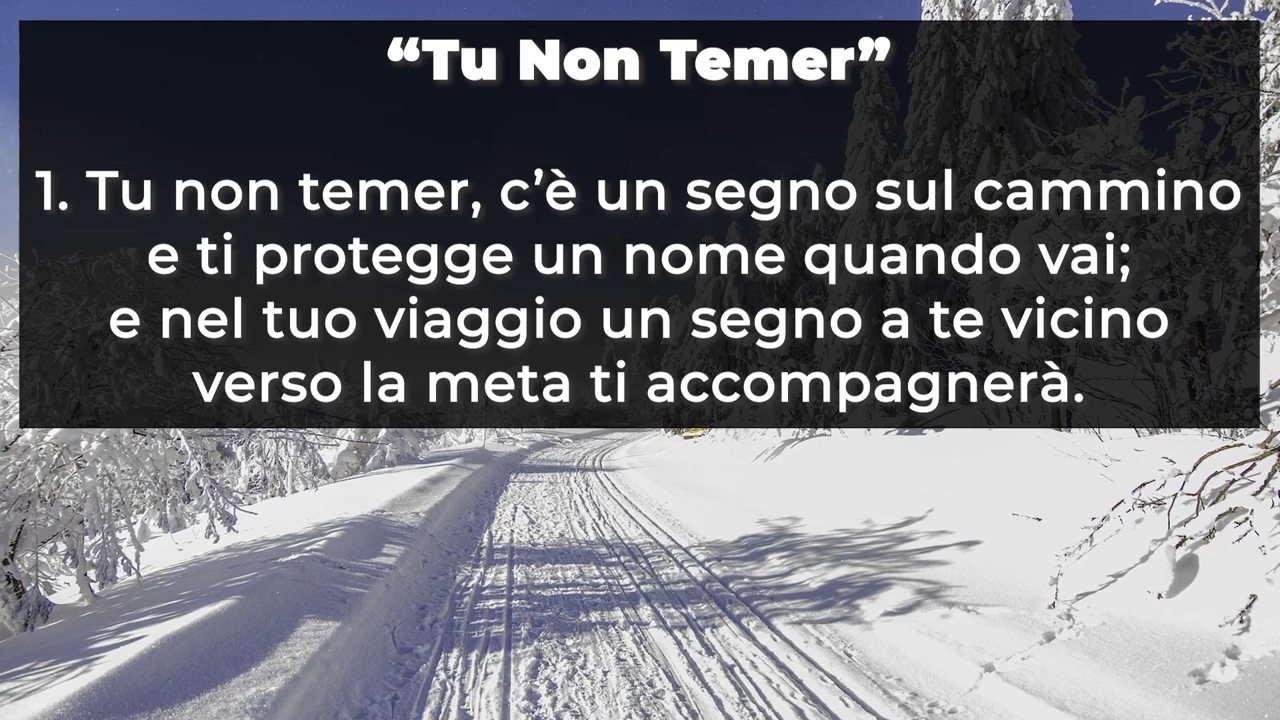 “Tu Non Temer”
1. Tu non temer, c’è un segno sul cammino
e ti protegge un nome quando vai;
e nel tuo viaggio un segno a te vicino
verso la meta ti accompagnerà.